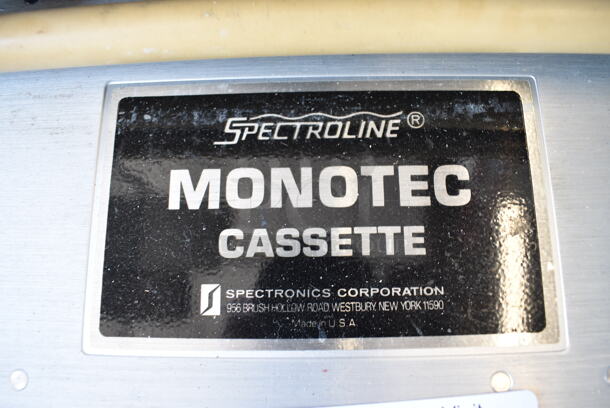 SPECTROLINE®
MONOTEC
CASSETTE
SPECTRONICS CORPORATION
956 BRUSH HOLLOW ROAD, WESTBURY, NEW YORK 11590
Made in U.S.A.